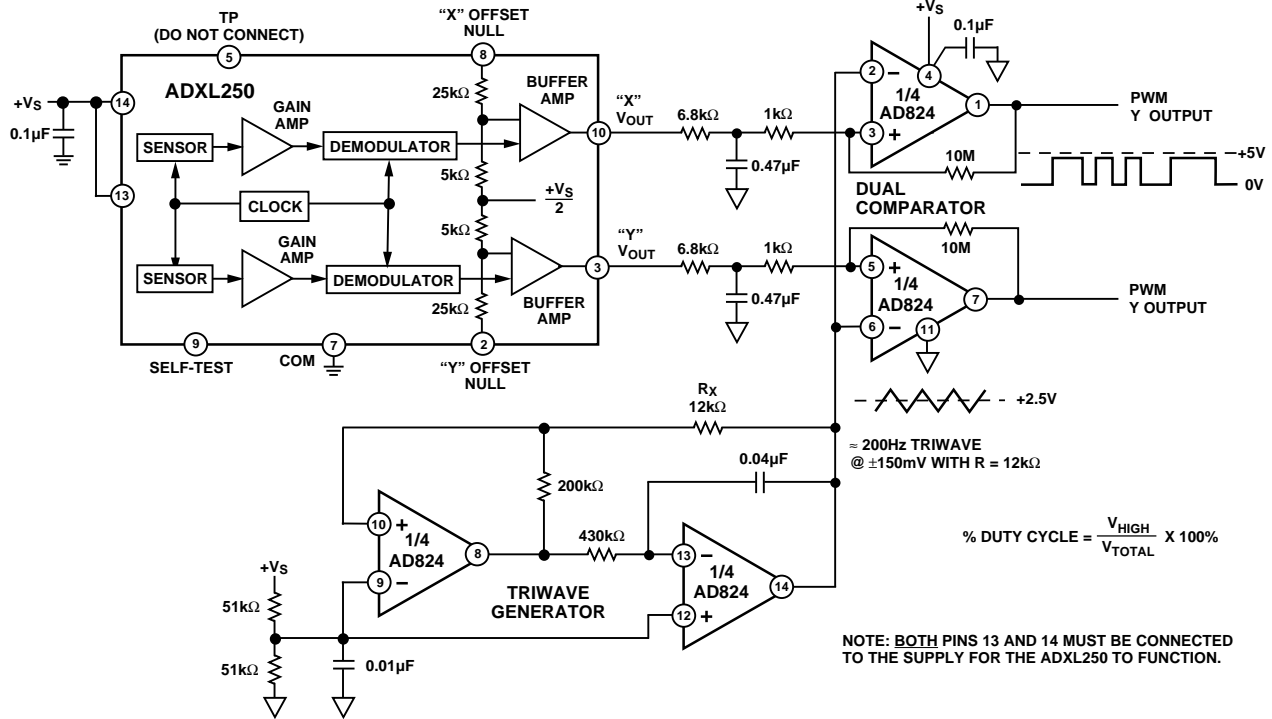 TP
(DO NOT CONNECT)
5
"X" OFFSET
NULL
8
+VS
14
0.1µF
13
ADXL250
SENSOR
GAIN
AMP
DEMODULATOR
25kΩ
BUFFER
AMP
10
"X"
VOUT
CLOCK
5kΩ
+VS
2
5kΩ
SENSOR
GAIN
AMP
DEMODULATOR
25kΩ
BUFFER
AMP
3
"Y"
VOUT
9
SELF-TEST
COM
7
2
"Y" OFFSET
NULL
6.8kΩ
1kΩ
0.47µF
6.8kΩ
1kΩ
0.47µF
+VS
0.1µF
2
–
4
1/4
AD824
1
3
+
10M
PWM
Y OUTPUT
+5V
0V
DUAL
COMPARATOR
10M
5
+
1/4
AD824
7
6
–
11
PWM
Y OUTPUT
+2.5V
≈ 200Hz TRIWAVE
@ ±150mV WITH R = 12kΩ
RX
12kΩ
0.04µF
200kΩ
430kΩ
10
+
1/4
AD824
8
9
–
TRIWAVE
GENERATOR
13
–
1/4
AD824
14
12
+
+VS
51kΩ
51kΩ
0.01µF
% DUTY CYCLE = VHIGH / VTOTAL X 100%
NOTE: BOTH PINS 13 AND 14 MUST BE CONNECTED
TO THE SUPPLY FOR THE ADXL250 TO FUNCTION.